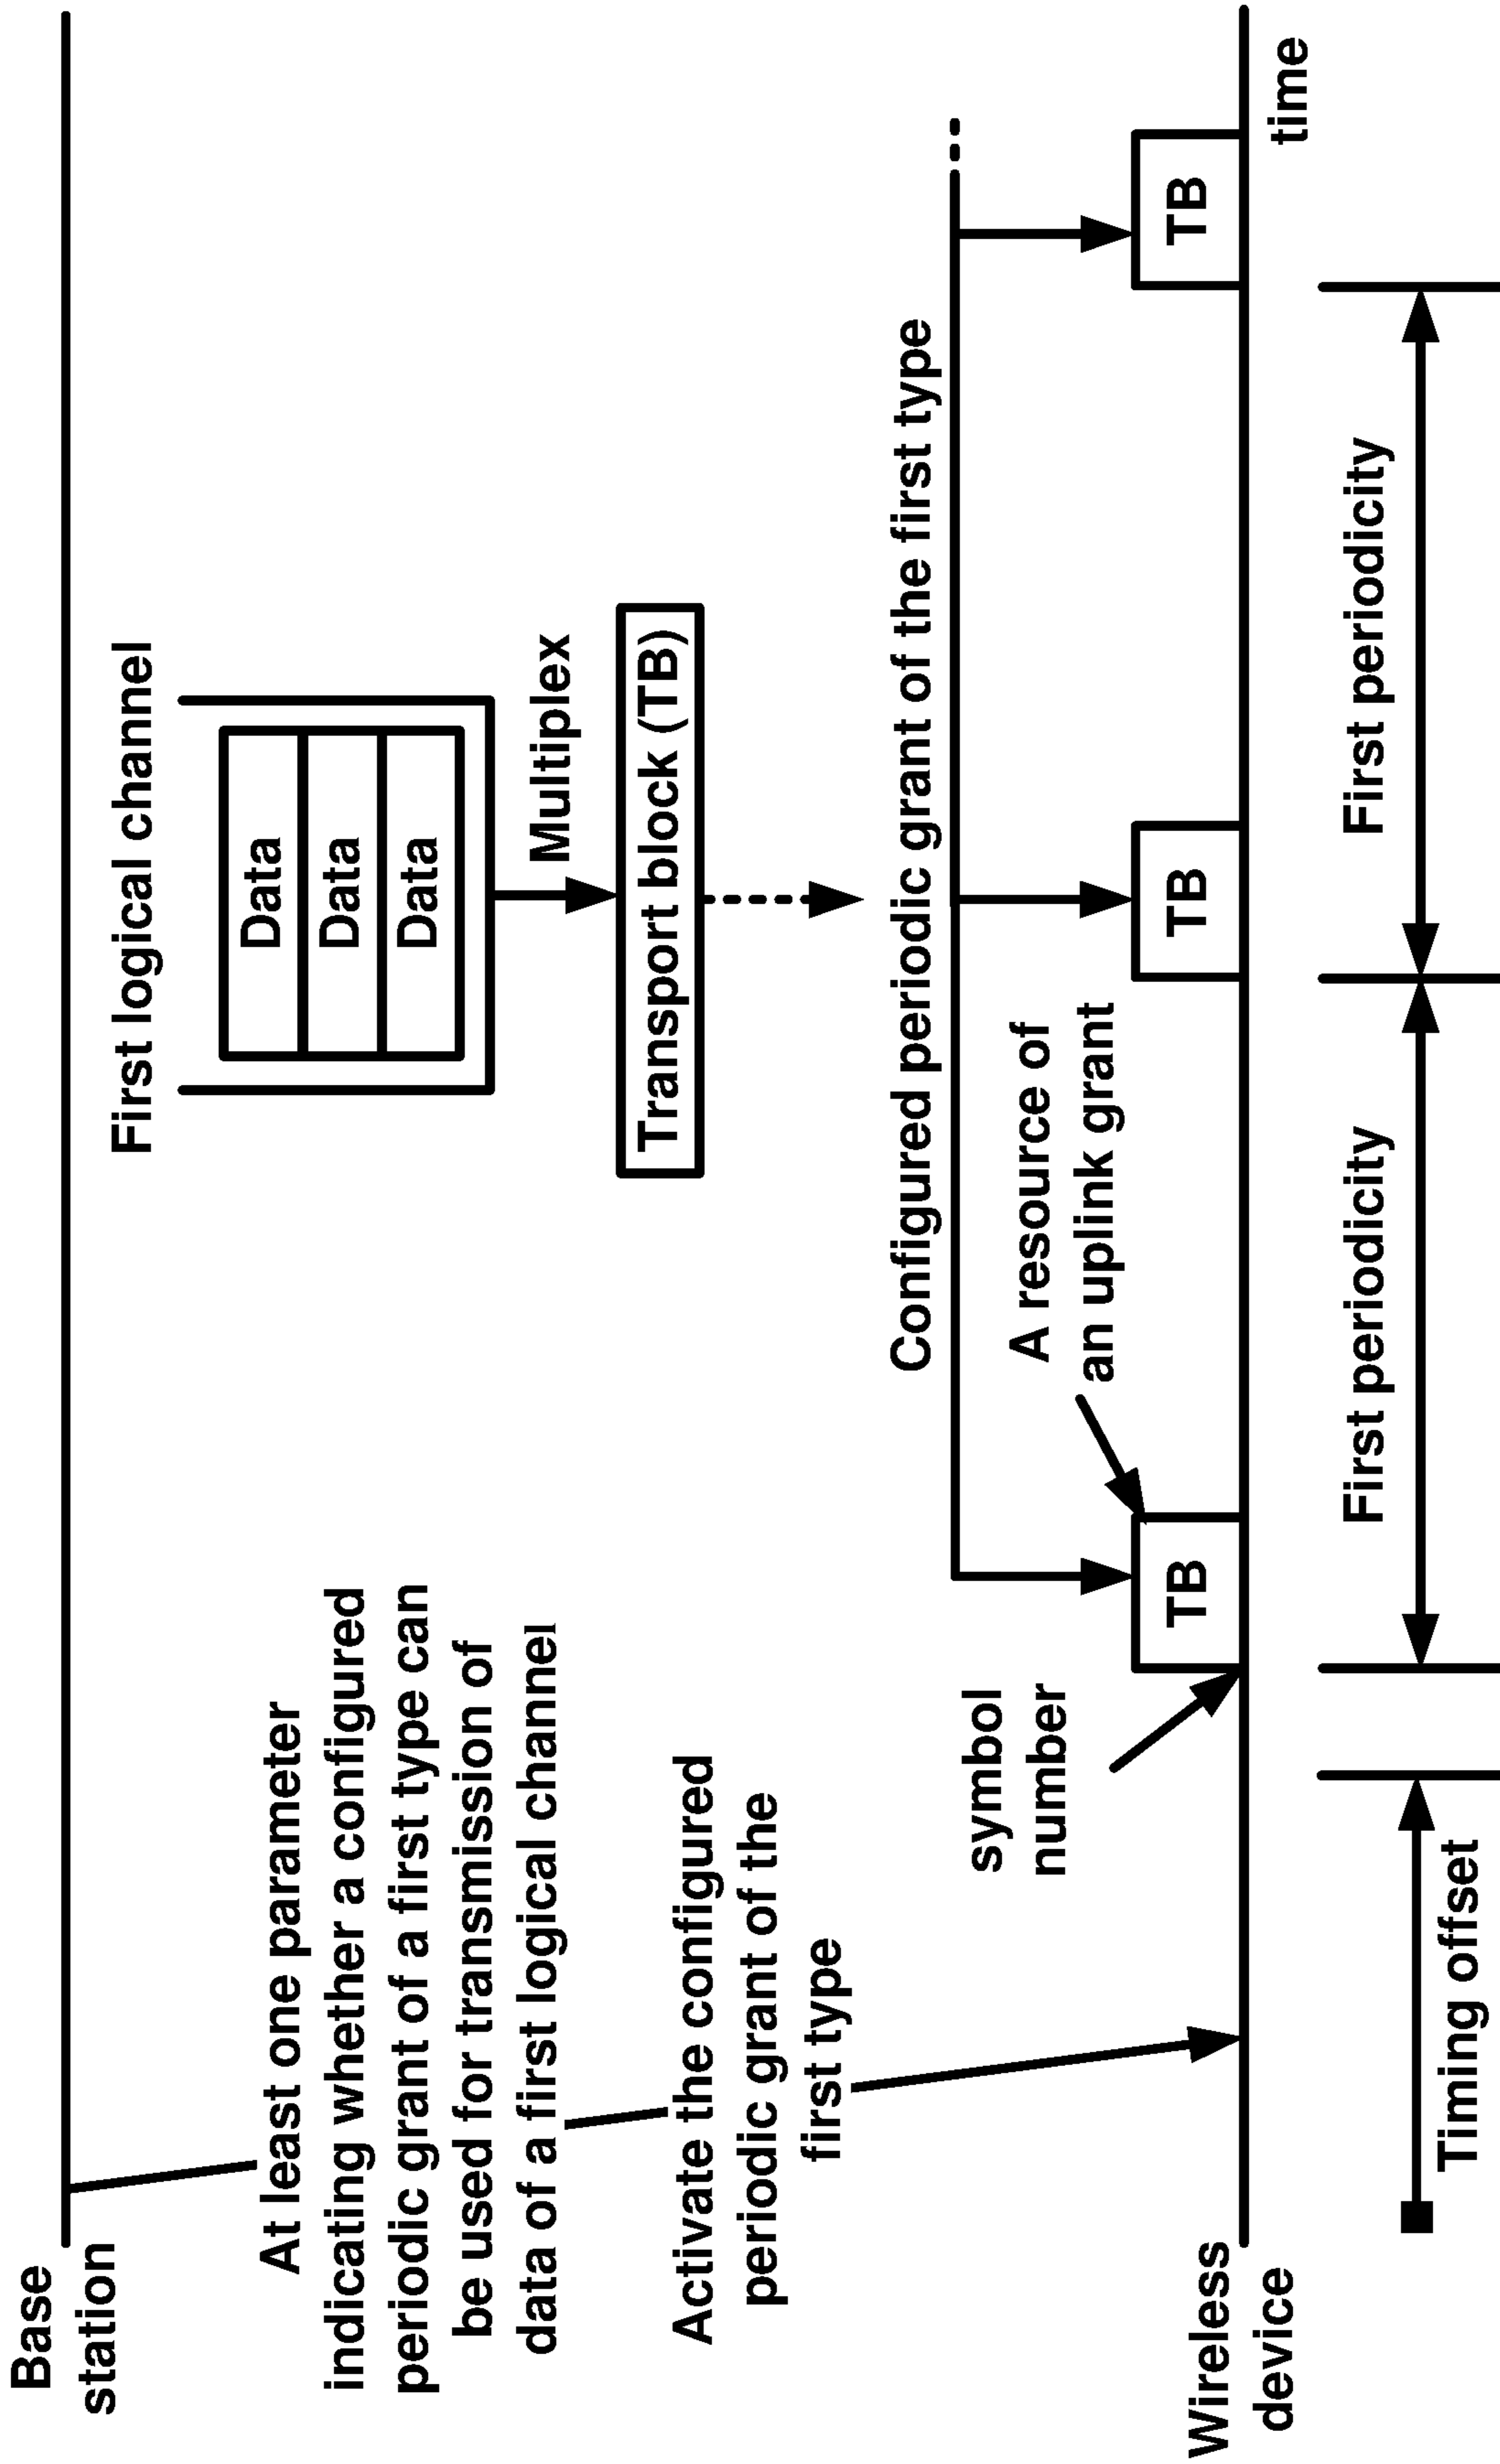 Base
station
At least one parameter
indicating whether a configured
periodic grant of a first type can
be used for transmission of
data of a first logical channel
Activate the configured
periodic grant of the
first type
First logical channel
Data
Data
Data
Multiplex
Transport block (TB)
Configured periodic grant of the first type
symbol
number
A resource of
an uplink grant
TB
TB
TB
Wireless
device
time
Timing offset
First periodicity
First periodicity